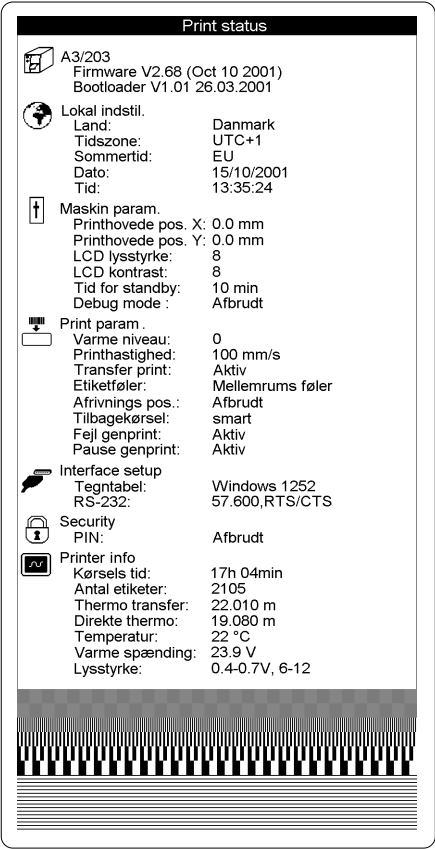 Print status
A3/203
Firmware V2.68 (Oct 10 2001)
Bootloader V1.01 26.03.2001
Lokal indstil.
Land: Danmark
Tidszone: UTC+1
Sommertid: EU
Dato: 15/10/2001
Tid: 13:35:24
Maskin param.
Printhovede pos. X: 0.0 mm
Printhovede pos. Y: 0.0 mm
LCD lysstyrke: 8
LCD kontrast: 8
Tid for standby: 10 min
Debug mode : Afbrudt
Print param .
Varme niveau: 0
Printhastighed: 100 mm/s
Transfer print: Aktiv
Etiketføler: Mellemrums føler
Afrivnings pos.: Afbrudt
Tilbagekørsel: smart
Fejl genprint: Aktiv
Pause genprint: Aktiv
Interface setup
Tegntabel: Windows 1252
RS-232: 57.600,RTS/CTS
Security
PIN: Afbrudt
Printer info
Kørsels tid: 17h 04min
Antal etiketer: 2105
Thermo transfer: 22.010 m
Direkte thermo: 19.080 m
Temperatur: 22 °C
Varme spænding: 23.9 V
Lysstyrke: 0.4-0.7V, 6-12